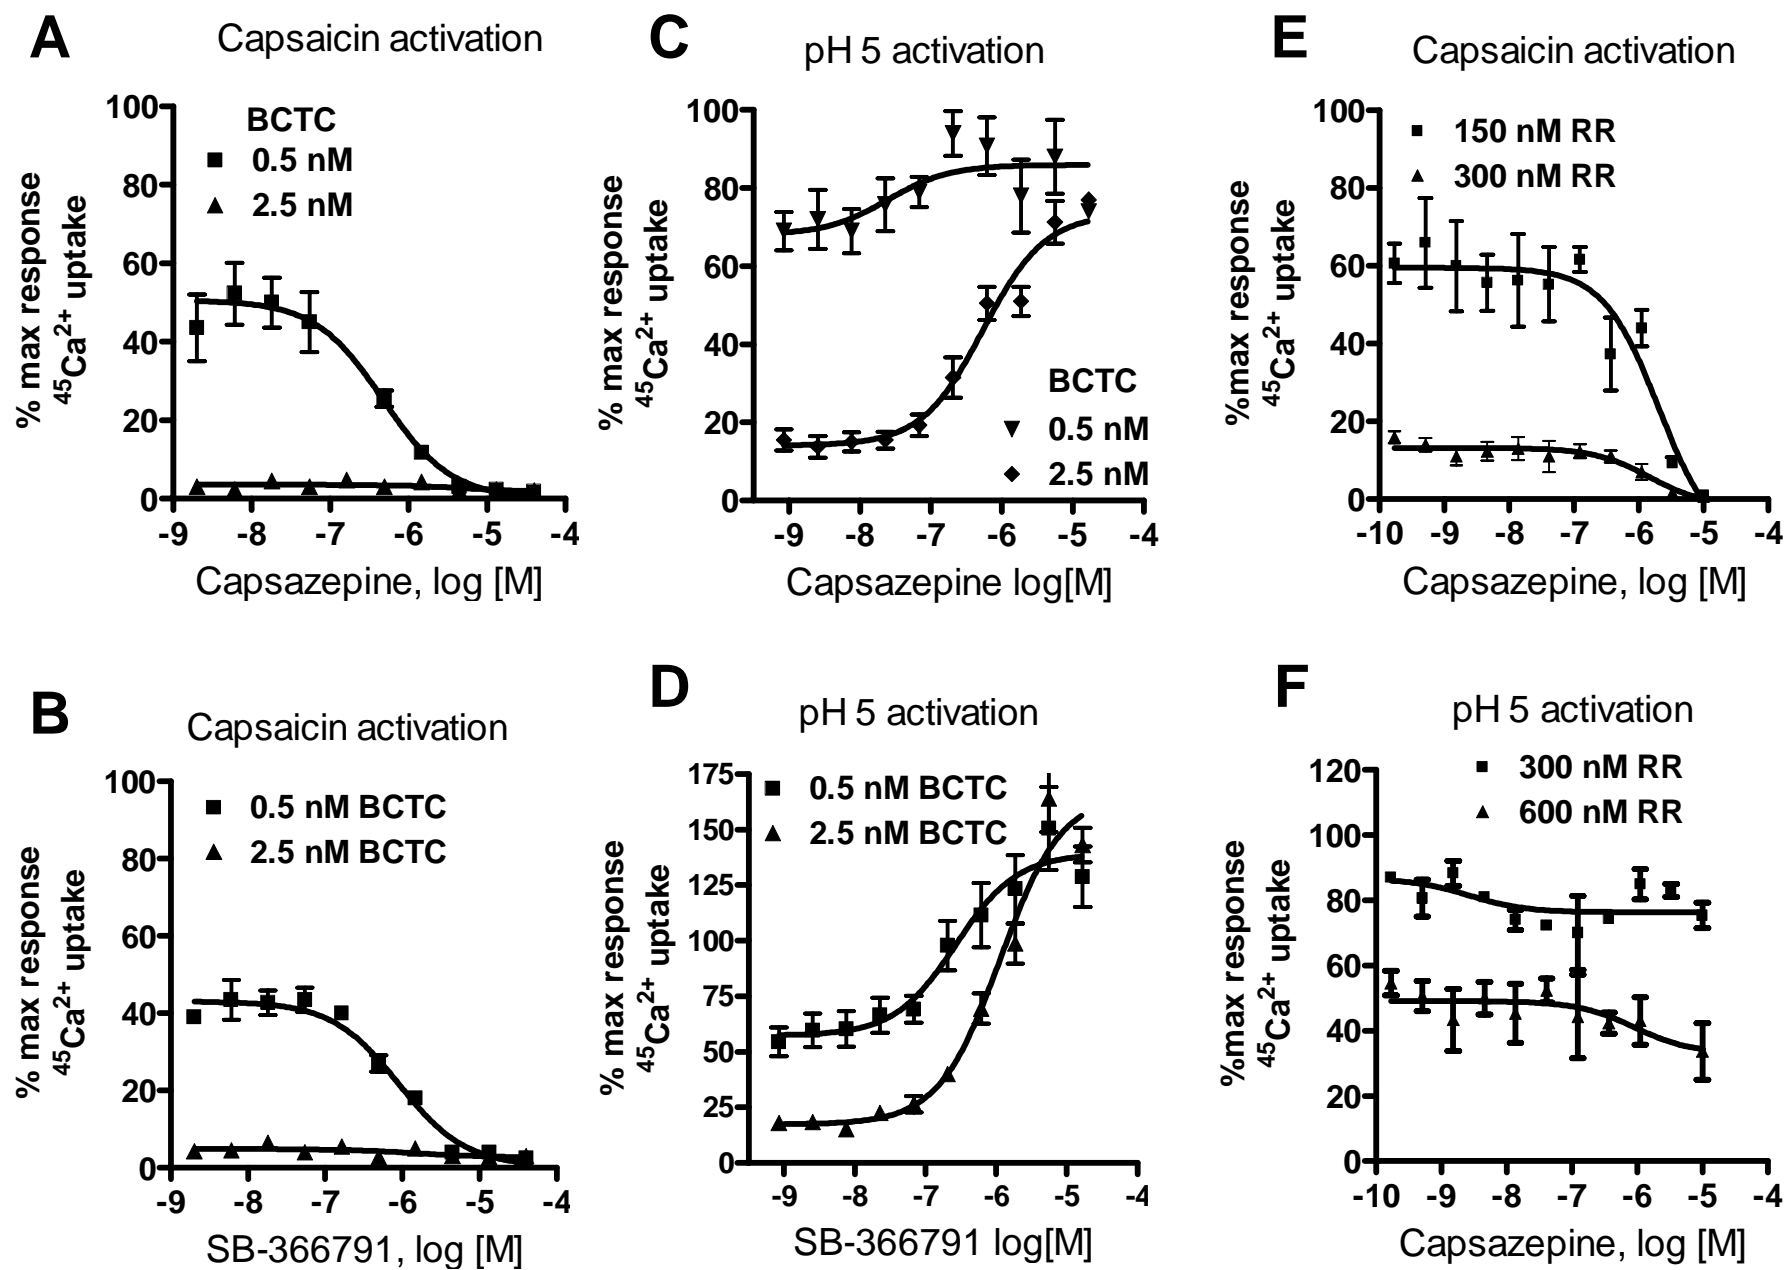 A
Capsaicin activation
% max response
45Ca2+ uptake
100
80
60
40
20
0
BCTC
0.5 nM
2.5 nM
-9 -8 -7 -6 -5 -4
Capsazepine, log [M]
C
pH 5 activation
% max response
45Ca2+ uptake
100
80
60
40
20
0
BCTC
0.5 nM
2.5 nM
-9 -8 -7 -6 -5 -4
Capsazepine log[M]
E
Capsaicin activation
%max response
45Ca2+ uptake
100
80
60
40
20
0
150 nM RR
300 nM RR
-10 -9 -8 -7 -6 -5 -4
Capsazepine, log [M]
B
Capsaicin activation
% max response
45Ca2+ uptake
100
80
60
40
20
0
0.5 nM BCTC
2.5 nM BCTC
-9 -8 -7 -6 -5 -4
SB-366791, log [M]
D
pH 5 activation
% max response
45Ca2+ uptake
175
150
125
100
75
50
25
0
0.5 nM BCTC
2.5 nM BCTC
-9 -8 -7 -6 -5 -4
SB-366791 log[M]
F
pH 5 activation
%max response
45Ca2+ uptake
120
100
80
60
40
20
0
300 nM RR
600 nM RR
-10 -9 -8 -7 -6 -5 -4
Capsazepine, log [M]